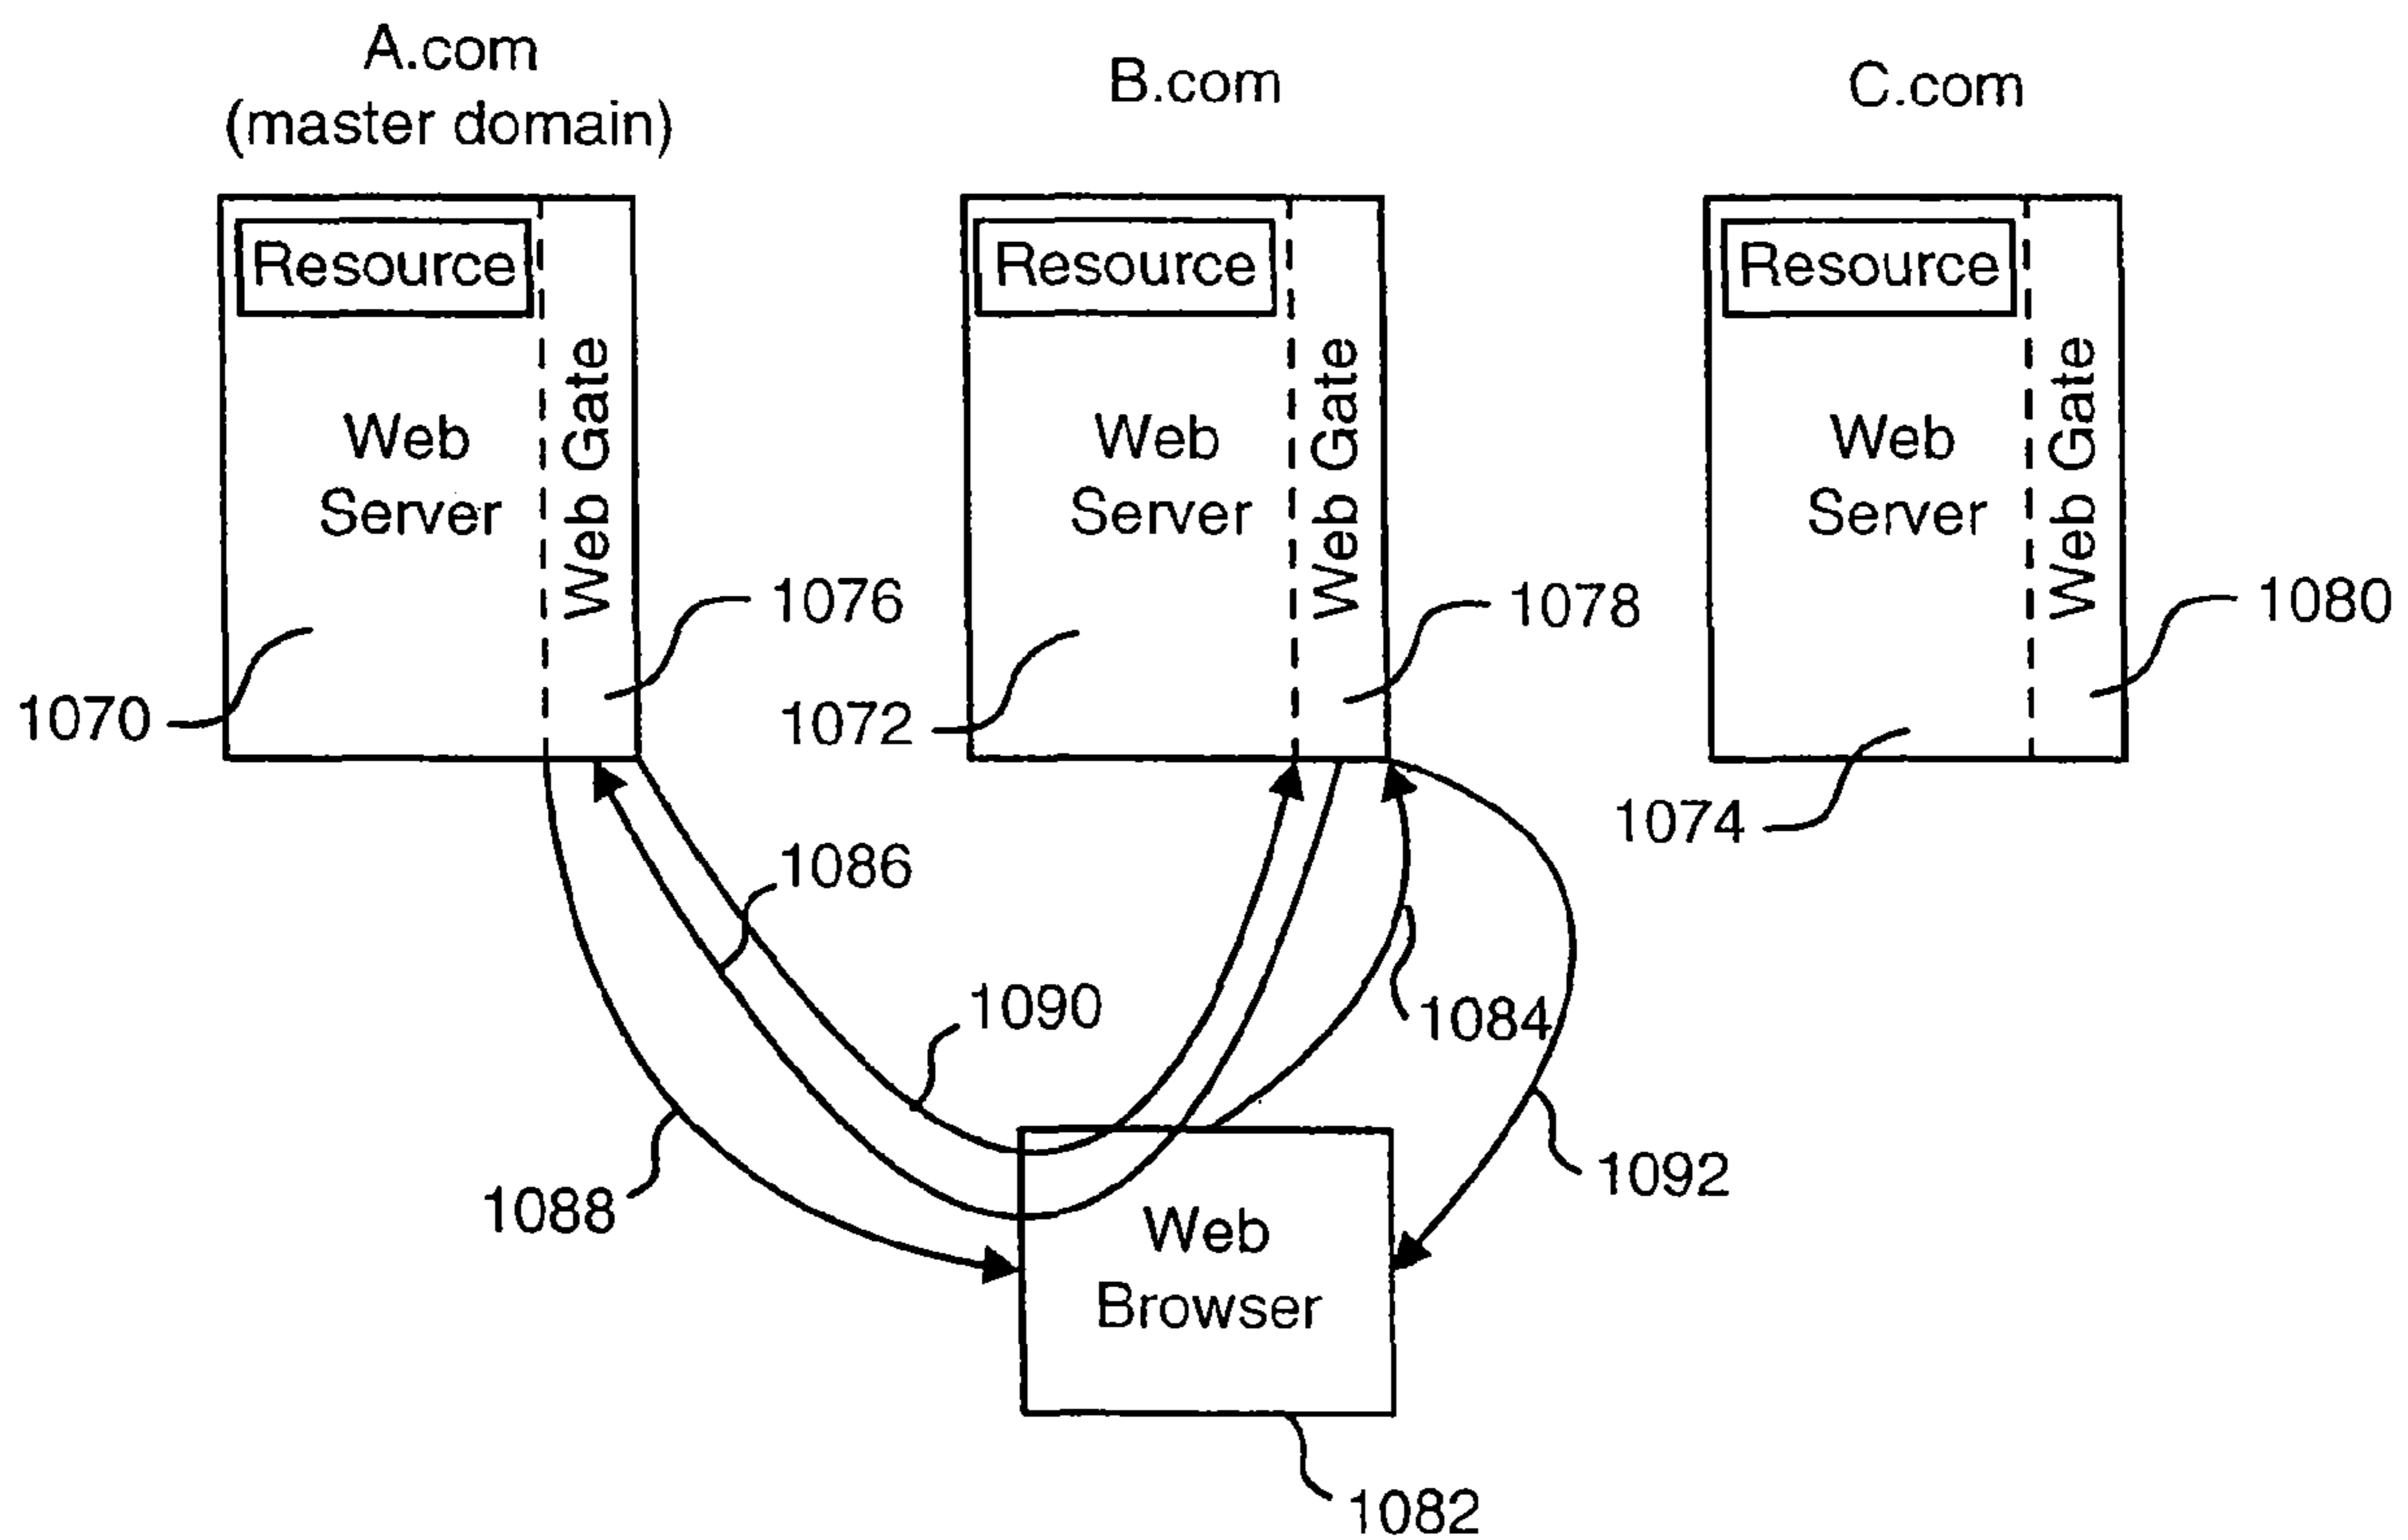 A.com
(master domain)
B.com
C.com
Resource
Resource
Resource
Web
Server
Web Gate
Web
Server
Web Gate
Web
Server
Web Gate
1076
1078
1080
1070
1072
1074
1086
1090
1084
1088
1092
Web
Browser
1082